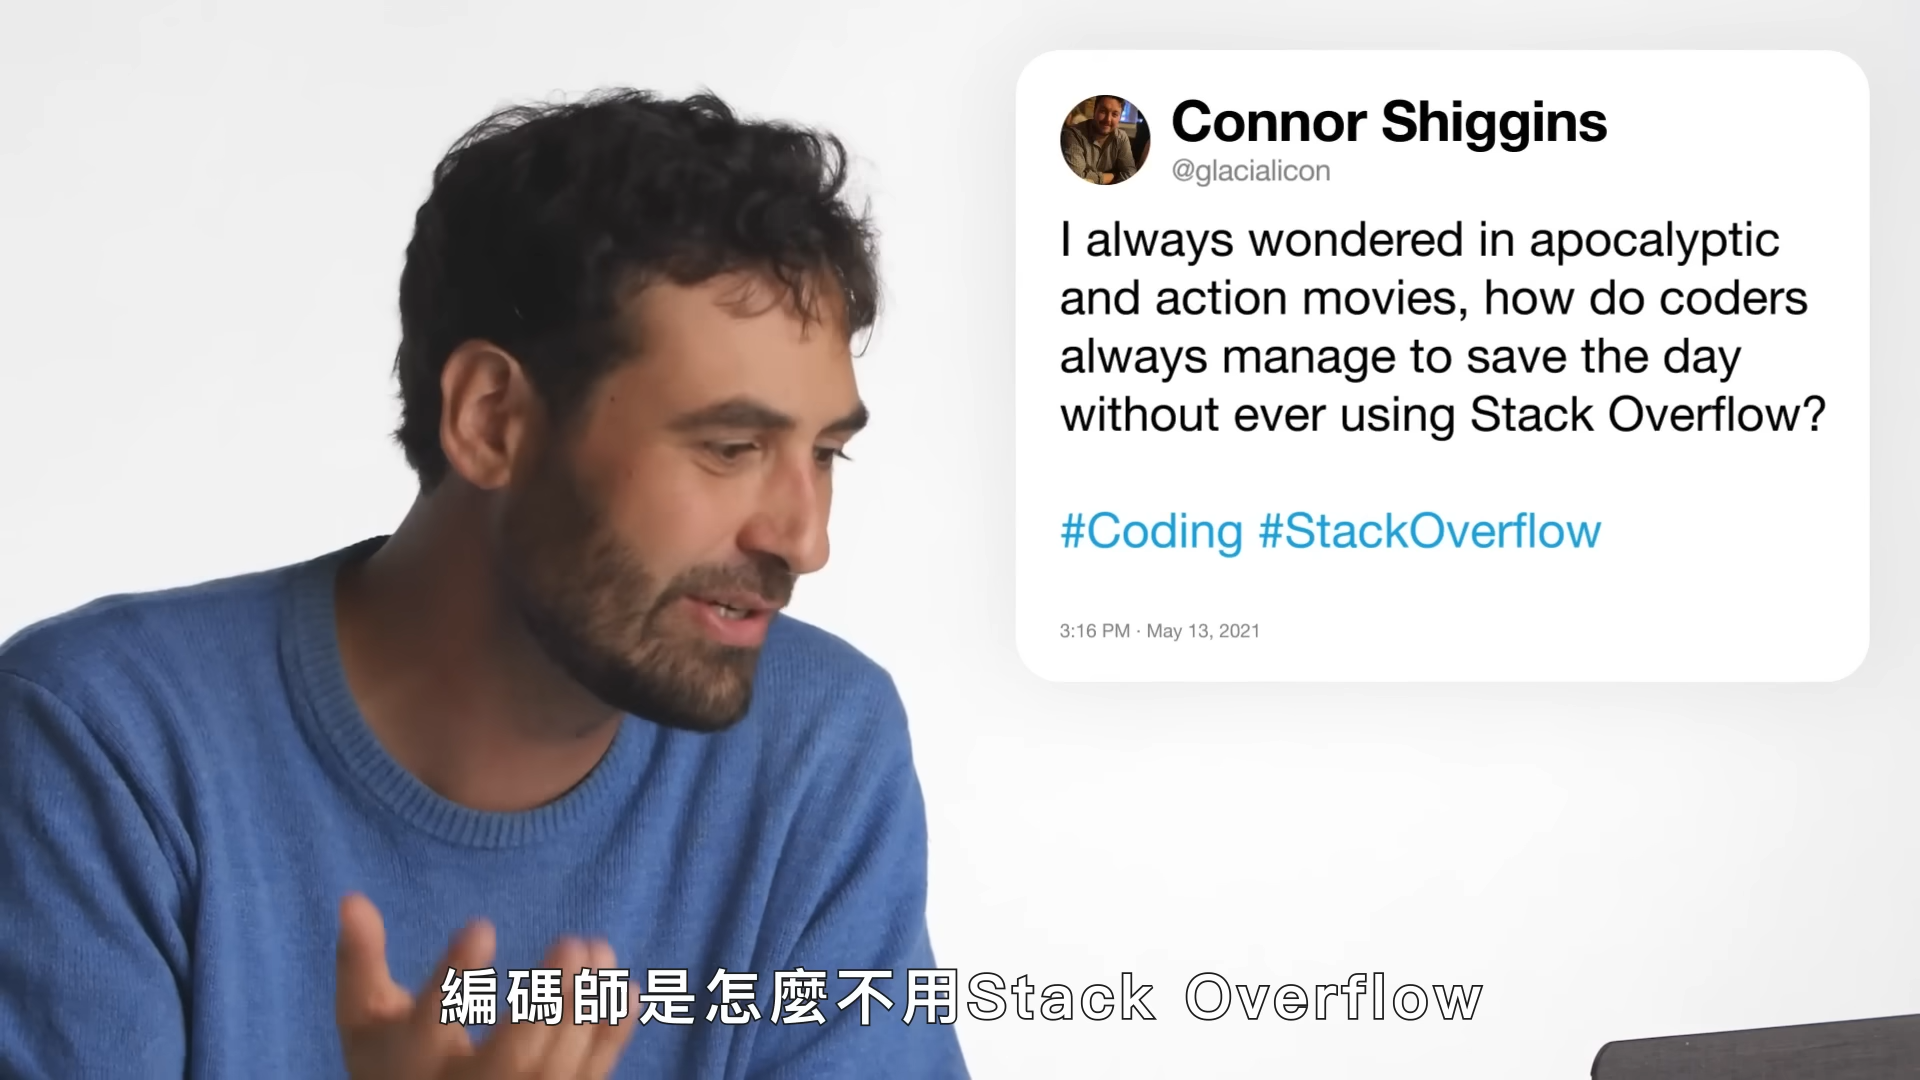 Connor Shiggins
@glacialicon
I always wondered in apocalyptic
and action movies, how do coders
always manage to save the day
without ever using Stack Overflow?
#Coding #StackOverflow
3:16 PM · May 13, 2021
編碼師是怎麼不用Stack Overflow